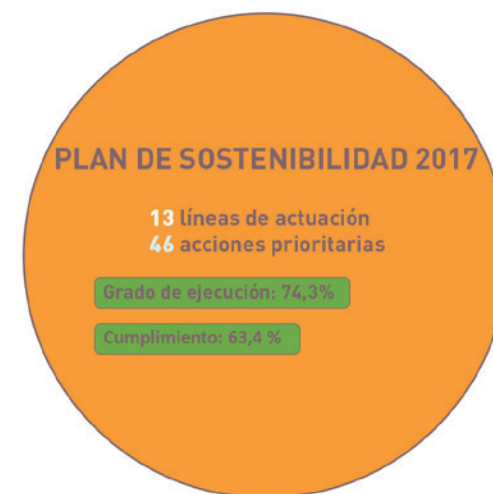 PLAN DE SOSTENIBILIDAD 2017
13 líneas de actuación
46 acciones prioritarias
Grado de ejecución: 74,3%
Cumplimiento: 63,4 %